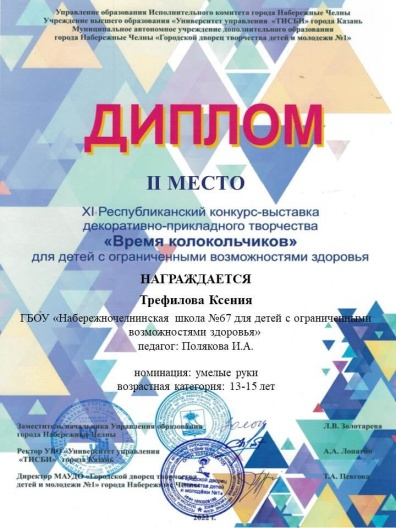 Управление образования Исполнительного комитета города Набережные Челны
Учреждение высшего образования «Университет управления «ТИСБИ» города Казань
Муниципальное автономное учреждение дополнительного образования
города Набережные Челны «Городской дворец творчества детей и молодежи №1»
ДИПЛОМ
II МЕСТО
XI Республиканский конкурс-выставка
декоративно-прикладного творчества
«Время колокольчиков»
для детей с ограниченными возможностями здоровья
НАГРАЖДАЕТСЯ
Трефилова Ксения
ГБОУ «Набережночелнинская школа №67 для детей с ограниченными
возможностями здоровья»
педагог: Полякова И.А.
номинация: умелые руки
возрастная категория: 13-15 лет
Заместитель начальника Управления образования
города Набережные Челны
Л.В. Золотарева
Ректор УВО «Университет управления
«ТИСБИ» города Казань
А.А.
Директор МАУДО «Городской дворец творчества
детей и молодежи №1» города Набережные Челны
Т.А.
2022 г.